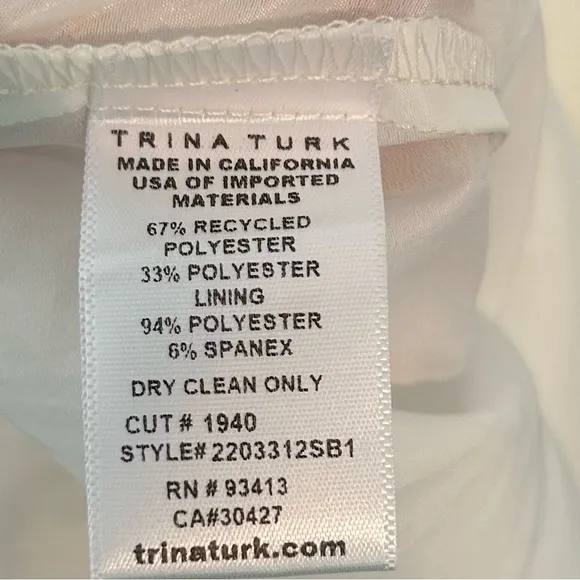 TRINA TURK
MADE IN CALIFORNIA
USA OF IMPORTED
MATERIALS
67% RECYCLED
POLYESTER
33% POLYESTER
LINING
94% POLYESTER
6% SPANEX
DRY CLEAN ONLY
CUT# 1940
STYLE# 2203312SB1
RN # 93413
CA#30427
trinaturk.com